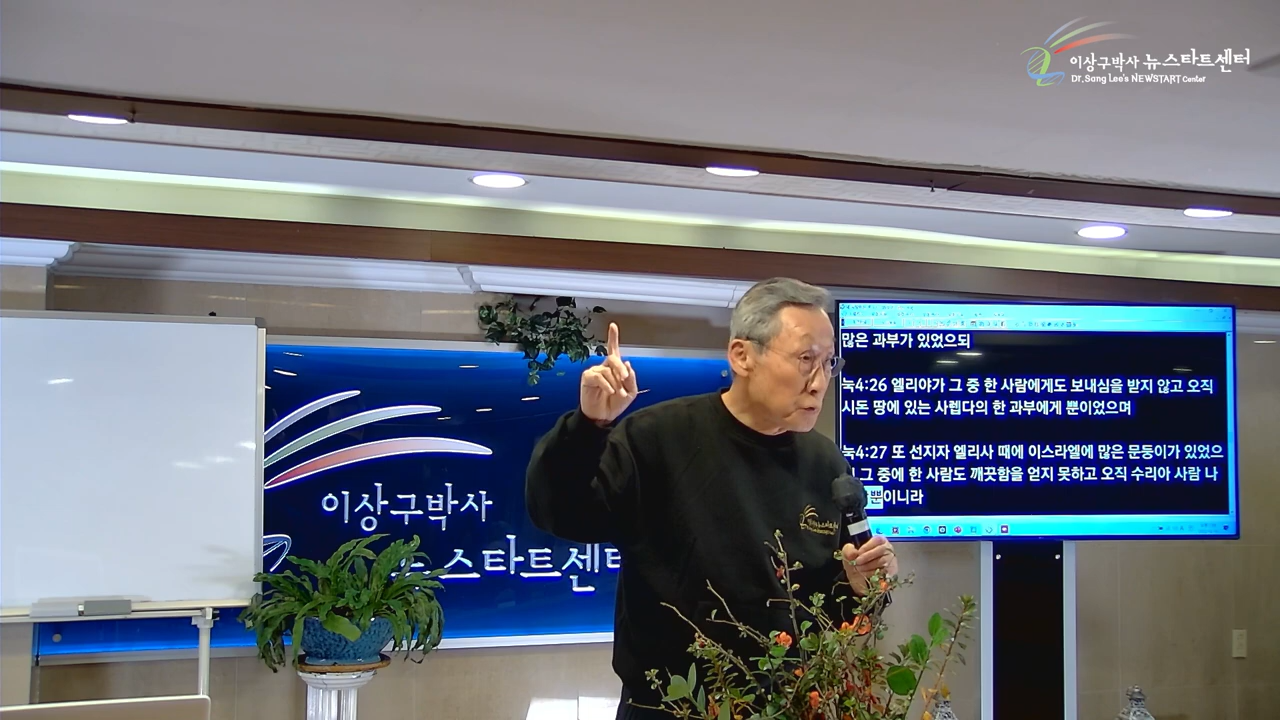 이상구박사 뉴스타트센터
Dr. Sang Lee's NEWSTART Center
많은 과부가 있었으되
눅4:26 엘리야가 그 중 한 사람에게도 보내심을 받지 않고 오직
시돈 땅에 있는 사렙다의 한 과부에게 뿐이었으며
눅4:27 또 선지자 엘리사 때에 이스라엘에 많은 문둥이가 있었으
그 중에 한 사람도 깨끗함을 얻지 못하고 오직 수리아 사람 나
뿐이니라
이상구박사
스타트센